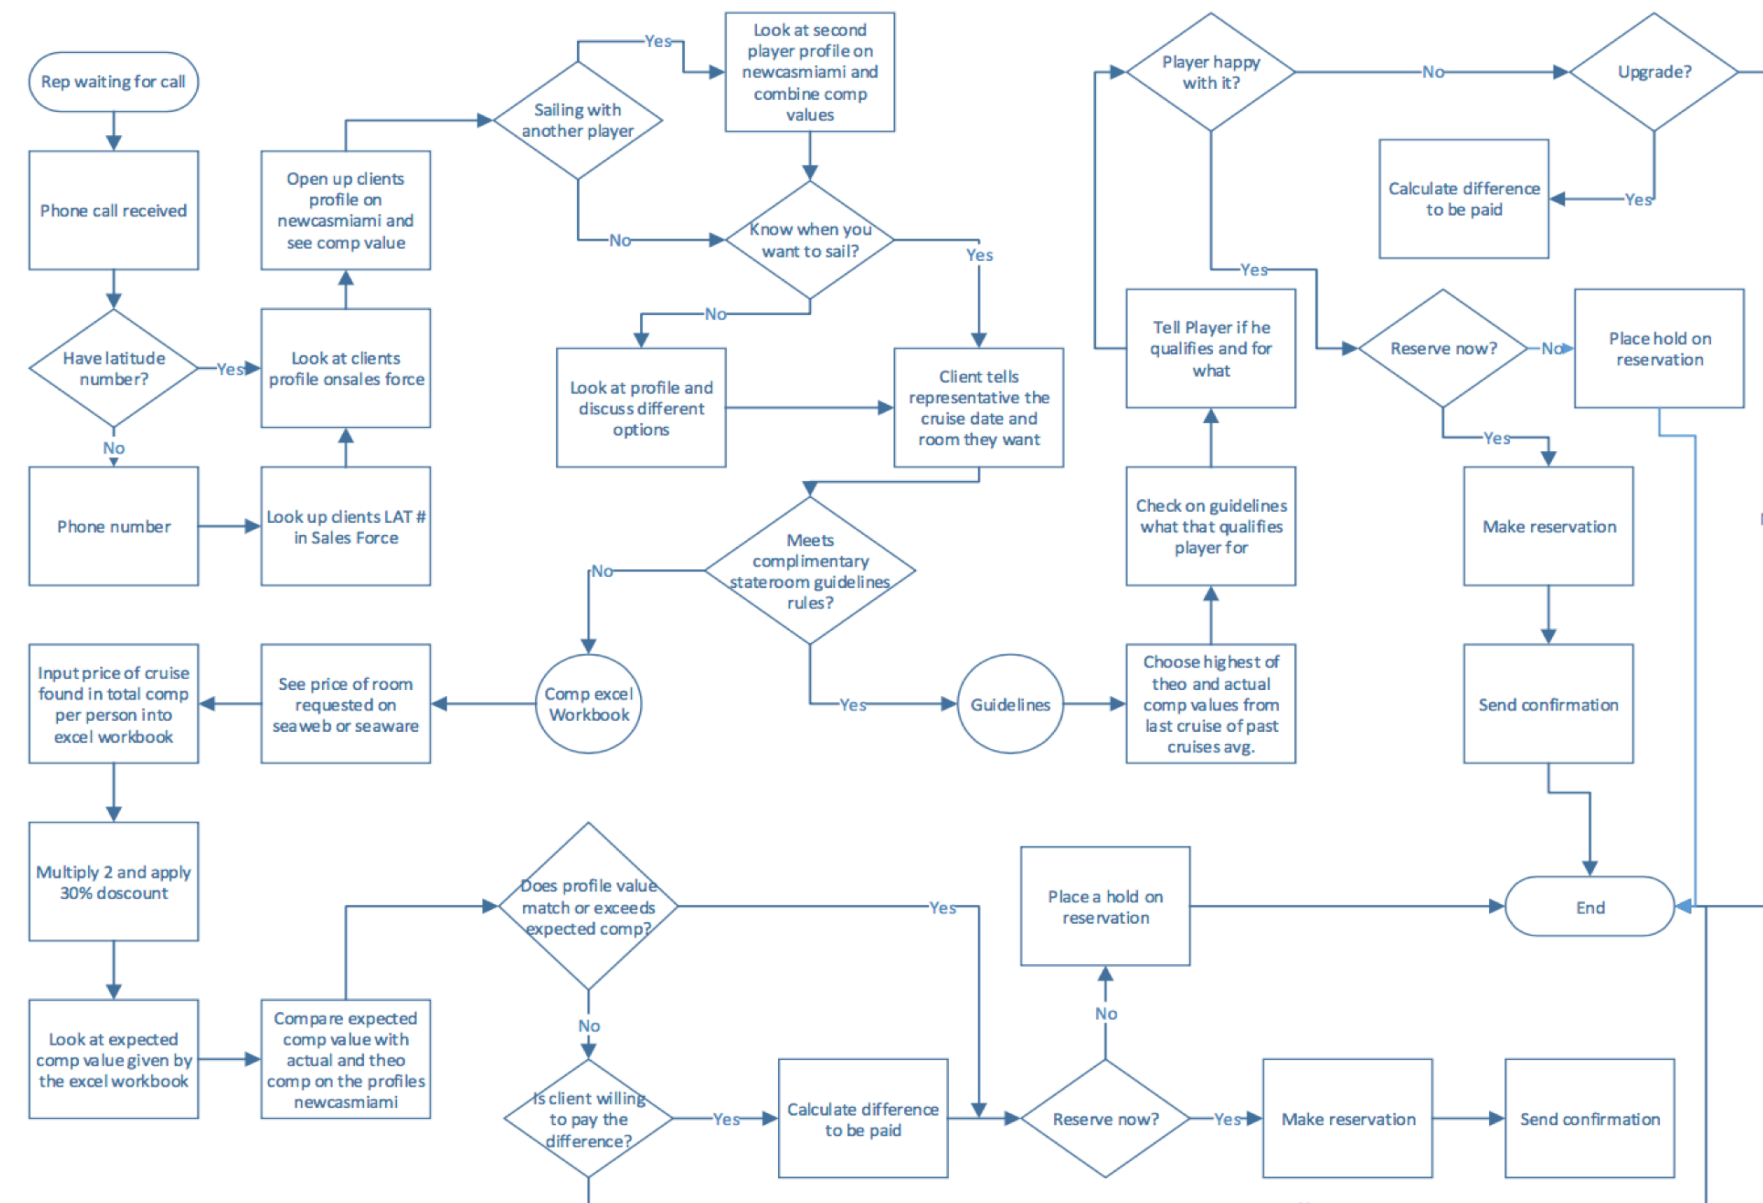 Rep waiting for call
Phone call received
Have latitude
number?
Yes
No
Phone number
Look up clients LAT #
in Sales Force
Look at clients
profile onsales force
Open up clients
profile on
newcasmiami and
see comp value
Sailing with
another player
Yes
No
Look at second
player profile on
newcasmiami and
combine comp
values
Know when you
want to sail?
Yes
No
Look at profile and
discuss different
options
Client tells
representative the
cruise date and
room they want
Meets
complimentary
stateroom guidelines
rules?
No
Yes
Comp excel
Workbook
See price of room
requested on
seaweb or seaware
Input price of cruise
found in total comp
per person into
excel workbook
Multiply 2 and apply
30% doscount
Look at expected
comp value given by
the excel workbook
Compare expected
comp value with
actual and theo
comp on the profiles
newcasmiami
Does profile value
match or exceeds
expected comp?
Yes
No
Is client willing
to pay the
difference?
Yes
Calculate difference
to be paid
Reserve now?
No
Yes
Place a hold on
reservation
Make reservation
Send confirmation
Guidelines
Choose highest of
theo and actual
comp values from
last cruise of past
cruises avg.
Check on guidelines
what that qualifies
player for
Tell Player if he
qualifies and for
what
Player happy
with it?
No
Yes
Upgrade?
Yes
Calculate difference
to be paid
Reserve now?
No
Yes
Place hold on
reservation
Make reservation
Send confirmation
End